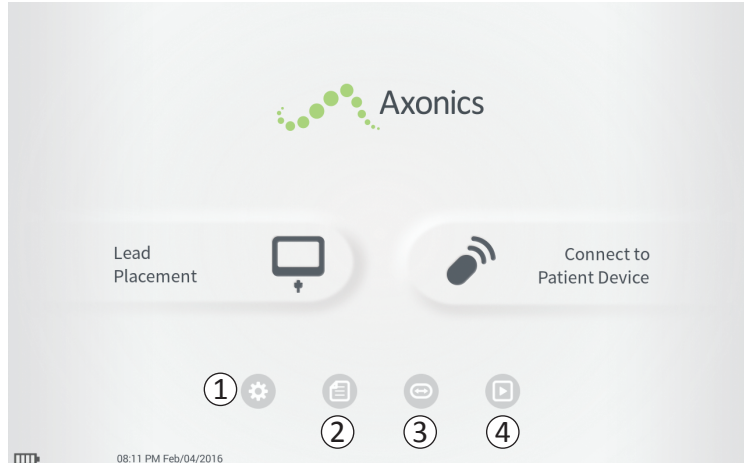 Axonics
Lead
Placement
Connect to
Patient Device
1
2
3
4
08:11 PM Feb/04/2016